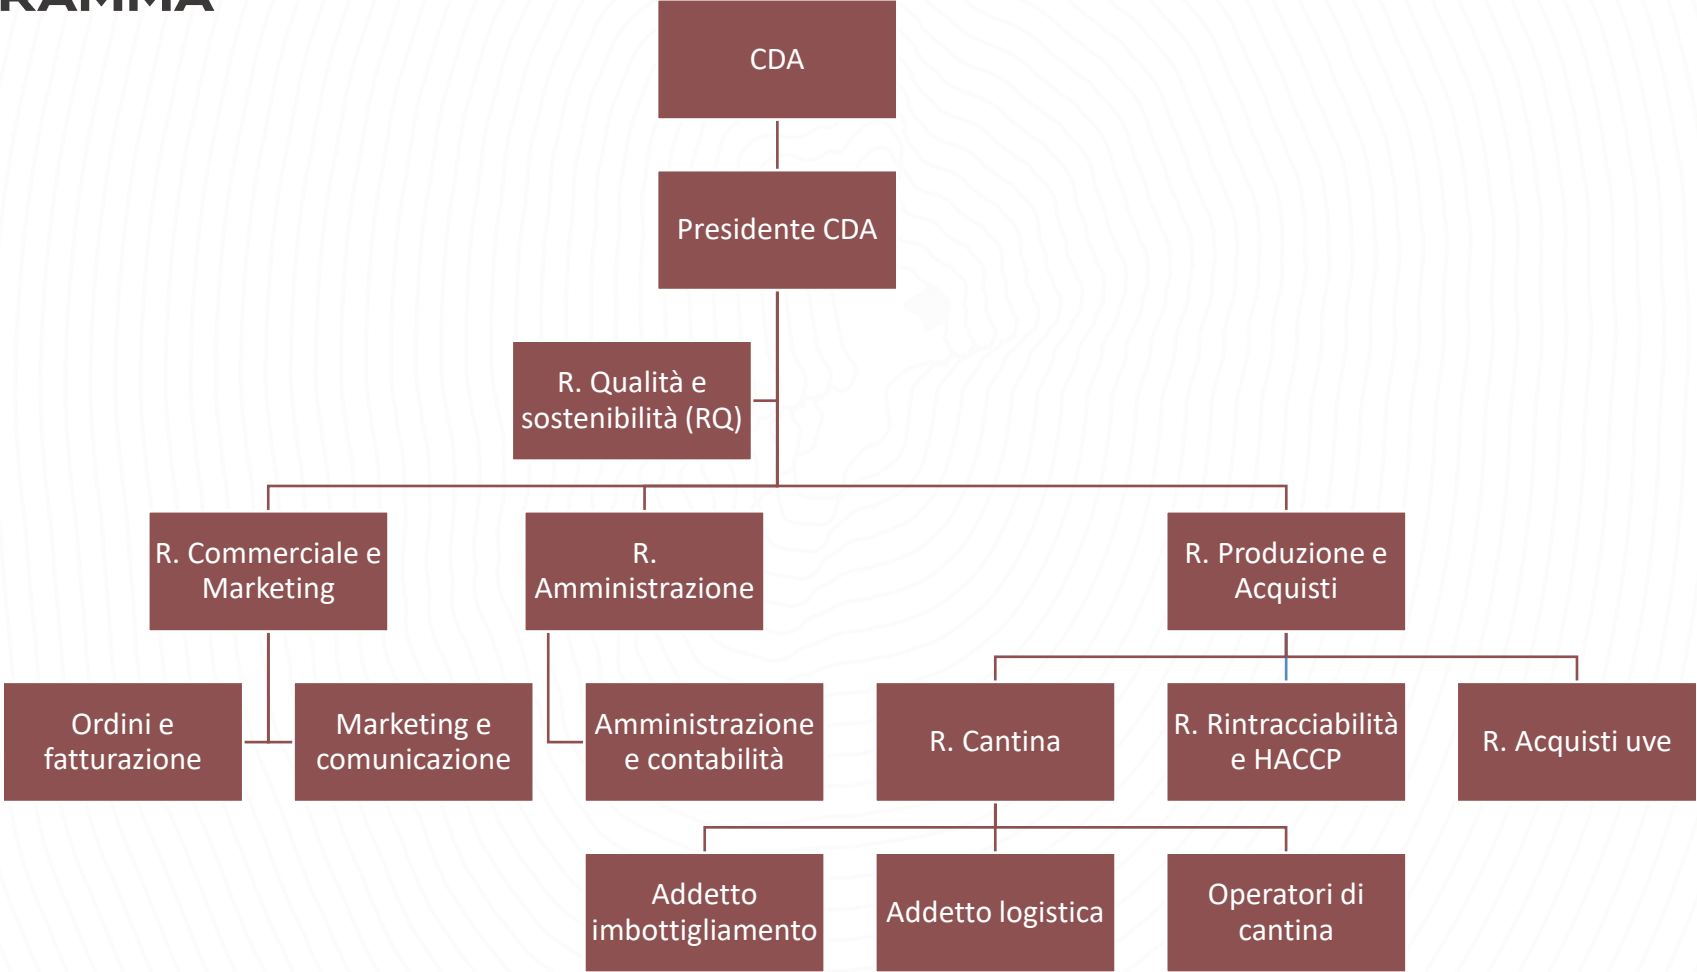 CDA
Presidente CDA
R. Qualità e
sostenibilità (RQ)
R. Commerciale e
Marketing
R.
Amministrazione
R. Produzione e
Acquisti
Ordini e
fatturazione
Marketing e
comunicazione
Amministrazione
e contabilità
R. Cantina
R. Rintracciabilità
e HACCP
R. Acquisti uve
Addetto
imbottigliamento
Addetto logistica
Operatori di
cantina